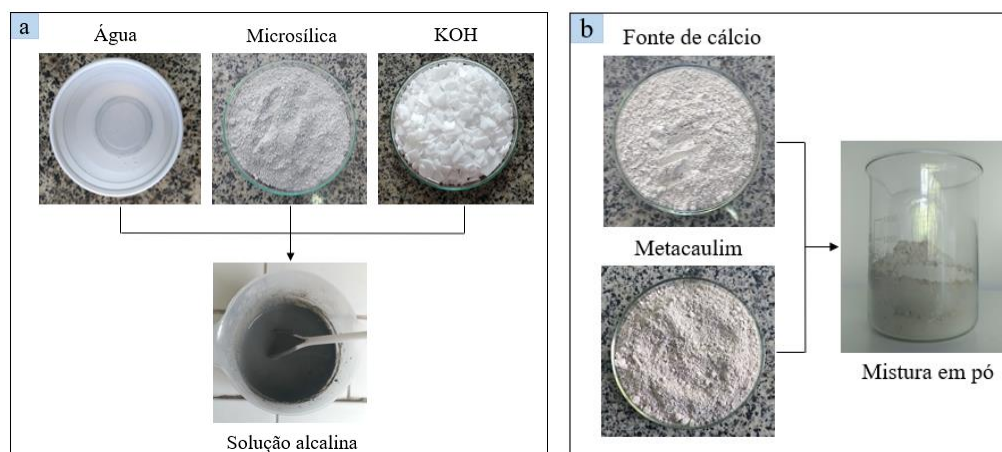 a
Água
Microsílica
KOH
Solução alcalina
b
Fonte de cálcio
Metacaulim
Mistura em pó